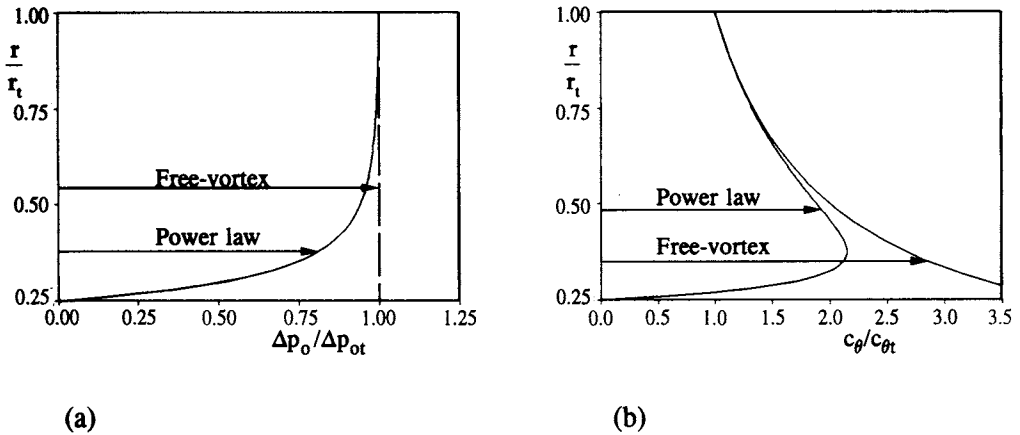 1.00
r
r_t
0.75
Free-vortex
0.50
Power law
0.25
0.00 0.25 0.50 0.75 1.00 1.25
Δp_o/Δp_ot
(a)
1.00
r
r_t
0.75
Power law
0.50
Free-vortex
0.25
0.0 0.5 1.0 1.5 2.0 2.5 3.0 3.5
c_θ/c_θt
(b)